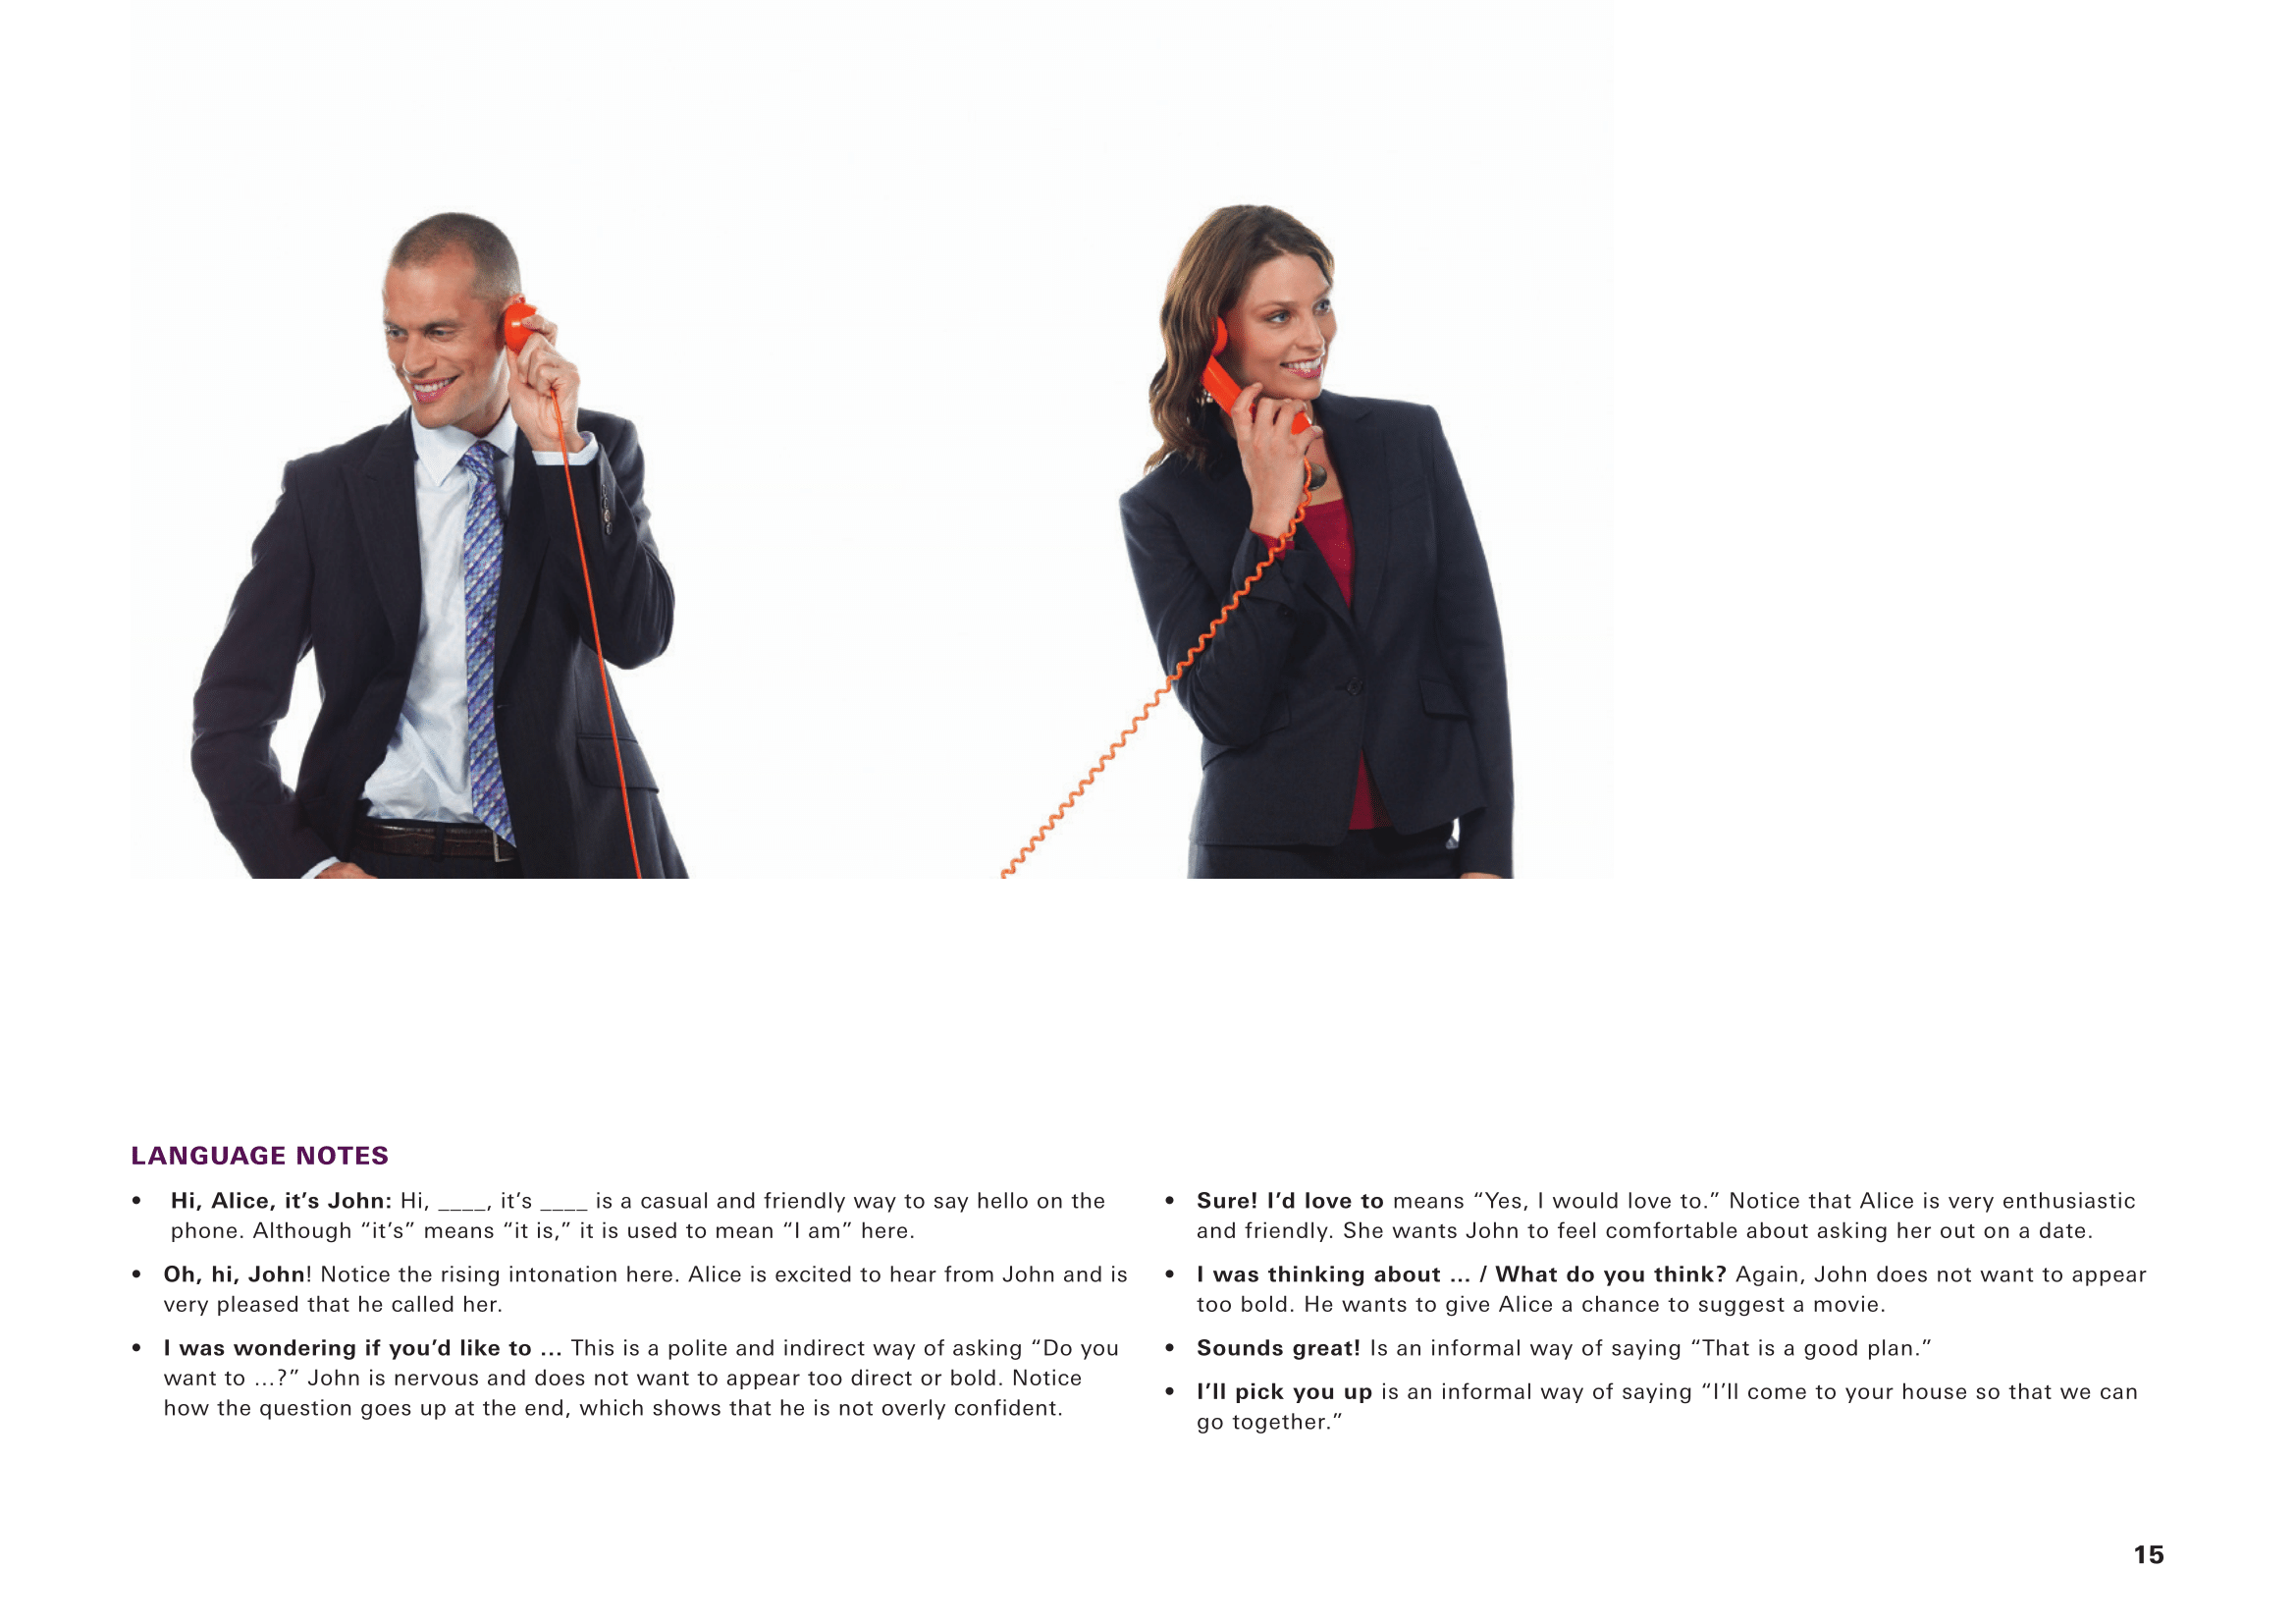 LANGUAGE NOTES
• Hi, Alice, it’s John: Hi, ____, it’s ____ is a casual and friendly way to say hello on the
phone. Although “it’s” means “it is,” it is used to mean “I am” here.
• Oh, hi, John! Notice the rising intonation here. Alice is excited to hear from John and is
very pleased that he called her.
• I was wondering if you’d like to … This is a polite and indirect way of asking “Do you
want to …?” John is nervous and does not want to appear too direct or bold. Notice
how the question goes up at the end, which shows that he is not overly confident.
• Sure! I’d love to means “Yes, I would love to.” Notice that Alice is very enthusiastic
and friendly. She wants John to feel comfortable about asking her out on a date.
• I was thinking about … / What do you think? Again, John does not want to appear
too bold. He wants to give Alice a chance to suggest a movie.
• Sounds great! Is an informal way of saying “That is a good plan.”
• I’ll pick you up is an informal way of saying “I’ll come to your house so that we can
go together.”
15